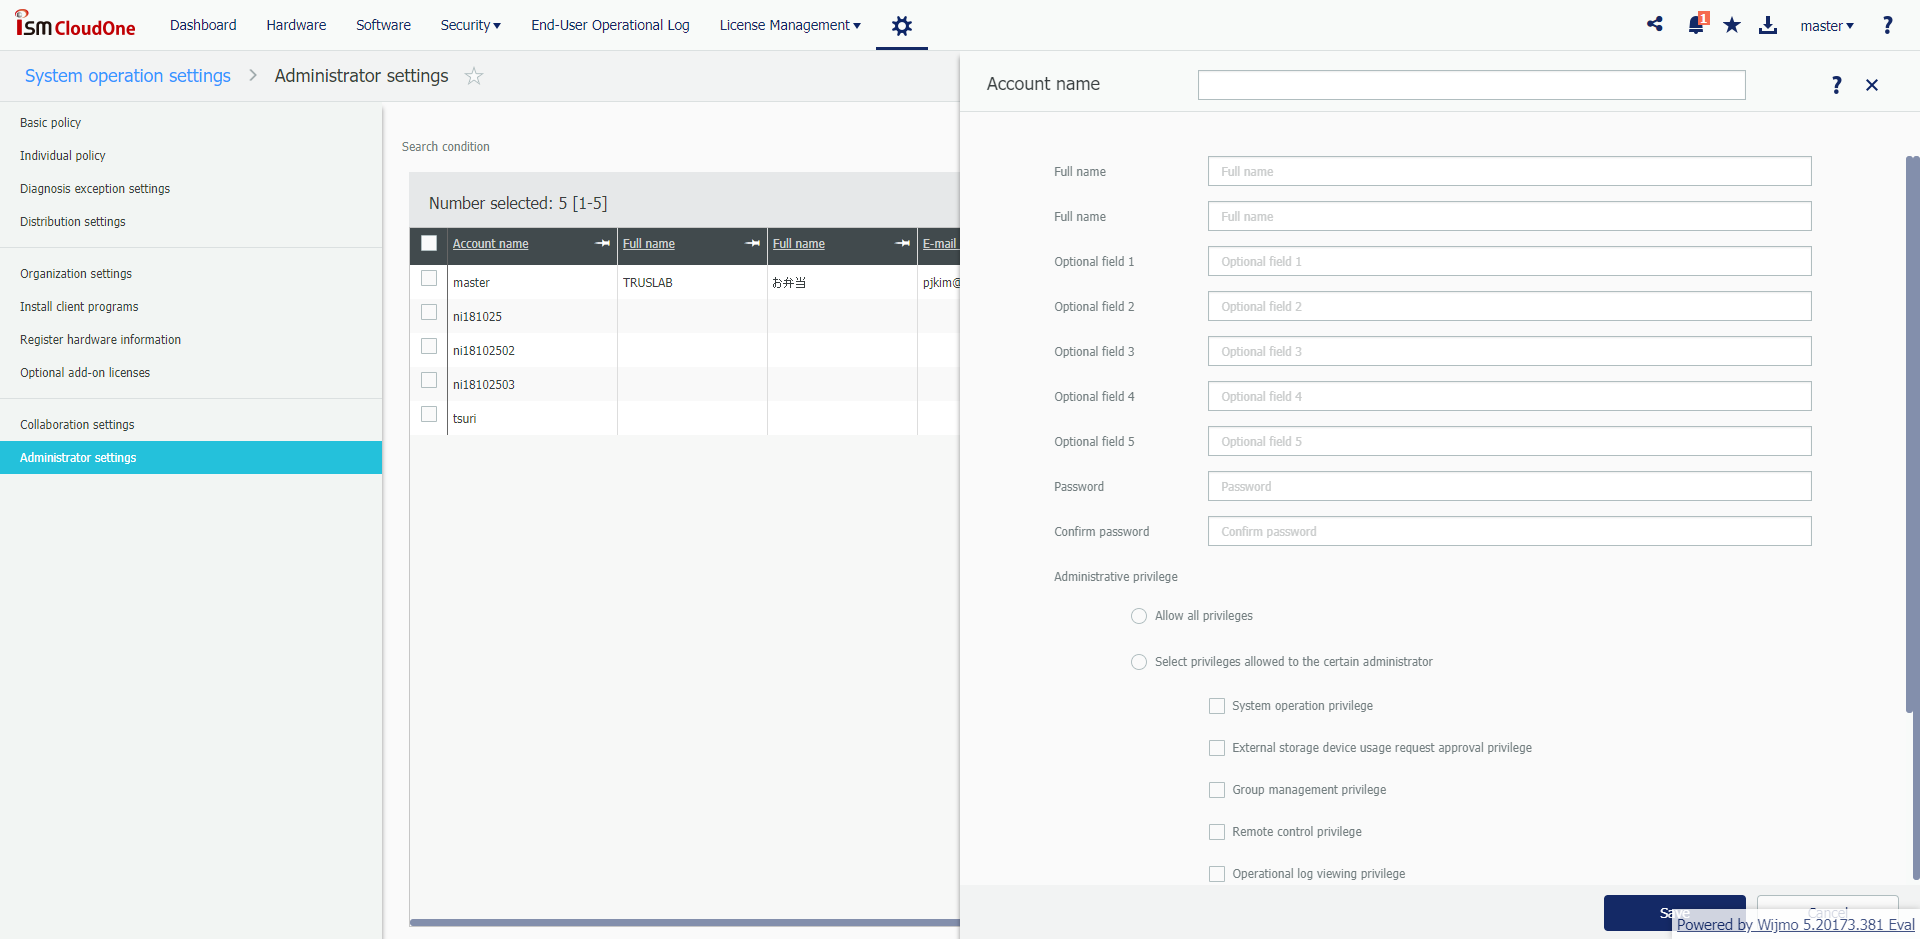 ISM CloudOne
Dashboard
Hardware
Software
Security
End-User Operational Log
License Management
1
master
?
System operation settings > Administrator settings
Basic policy
Individual policy
Diagnosis exception settings
Distribution settings
Organization settings
Install client programs
Register hardware information
Optional add-on licenses
Collaboration settings
Administrator settings
Search condition
Number selected: 5 [1-5]
Account name
Full name
Full name
E-mail
master
TRUSLAB
お弁当
pjkim@
ni181025
ni18102502
ni18102503
tsuri
Account name
?
Full name
Full name
Full name
Full name
Optional field 1
Optional field 1
Optional field 2
Optional field 2
Optional field 3
Optional field 3
Optional field 4
Optional field 4
Optional field 5
Optional field 5
Password
Password
Confirm password
Confirm password
Administrative privilege
Allow all privileges
Select privileges allowed to the certain administrator
System operation privilege
External storage device usage request approval privilege
Group management privilege
Remote control privilege
Operational log viewing privilege
Save
Cancel
Powered by Wijmo 5.20173.381 Eval